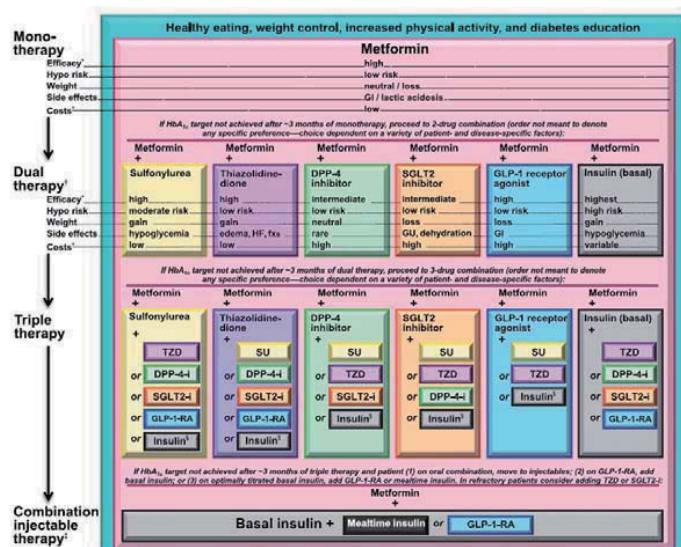 Healthy eating, weight control, increased physical activity, and diabetes education
Mono-
therapy
Metformin
Efficacy* high
Hypo risk low risk
Weight neutral / loss
Side effects GI / lactic acidosis
Costs* low
If HbA1c target not achieved after ~3 months of monotherapy, proceed to 2-drug combination (order not meant to denote
any specific preference—choice dependent on a variety of patient- and disease-specific factors):
Metformin Metformin Metformin Metformin Metformin Metformin
+ + + + + +
Dual
therapy†
Sulfonylurea
Thiazolidine-
dione
DPP-4
inhibitor
SGLT2
inhibitor
GLP-1 receptor
agonist
Insulin (basal)
Efficacy* high high intermediate intermediate high highest
Hypo risk moderate risk low risk low risk low risk low risk high risk
Weight gain gain neutral loss loss gain
Side effects hypoglycemia edema, HF, fxs rare GU, dehydration GI hypoglycemia
Costs* low low high high high variable
If HbA1c target not achieved after ~3 months of dual therapy, proceed to 3-drug combination (order not meant to denote
any specific preference—choice dependent on a variety of patient- and disease-specific factors):
Metformin Metformin Metformin Metformin Metformin Metformin
+ + + + + +
Triple
therapy
Sulfonylurea
+
TZD
or DPP-4-i
or SGLT2-i
or GLP-1-RA
or Insulin§
Thiazolidine-
dione
+
SU
or DPP-4-i
or SGLT2-i
or GLP-1-RA
or Insulin§
DPP-4
inhibitor
+
SU
or TZD
or SGLT2-i
or Insulin§
SGLT2
inhibitor
+
SU
or TZD
or DPP-4-i
or Insulin§
GLP-1 receptor
agonist
+
SU
or TZD
or Insulin§
Insulin (basal)
+
TZD
or DPP-4-i
or SGLT2-i
or GLP-1-RA
If HbA1c target not achieved after ~3 months of triple therapy and patient (1) on oral combination, move to injectables; (2) on GLP-1-RA, add
basal insulin; or (3) on optimally titrated basal insulin, add GLP-1-RA or mealtime insulin. In refractory patients consider adding TZD or SGLT2-i:
Metformin
+
Combination
injectable
therapy‡
Basal insulin + Mealtime insulin or GLP-1-RA